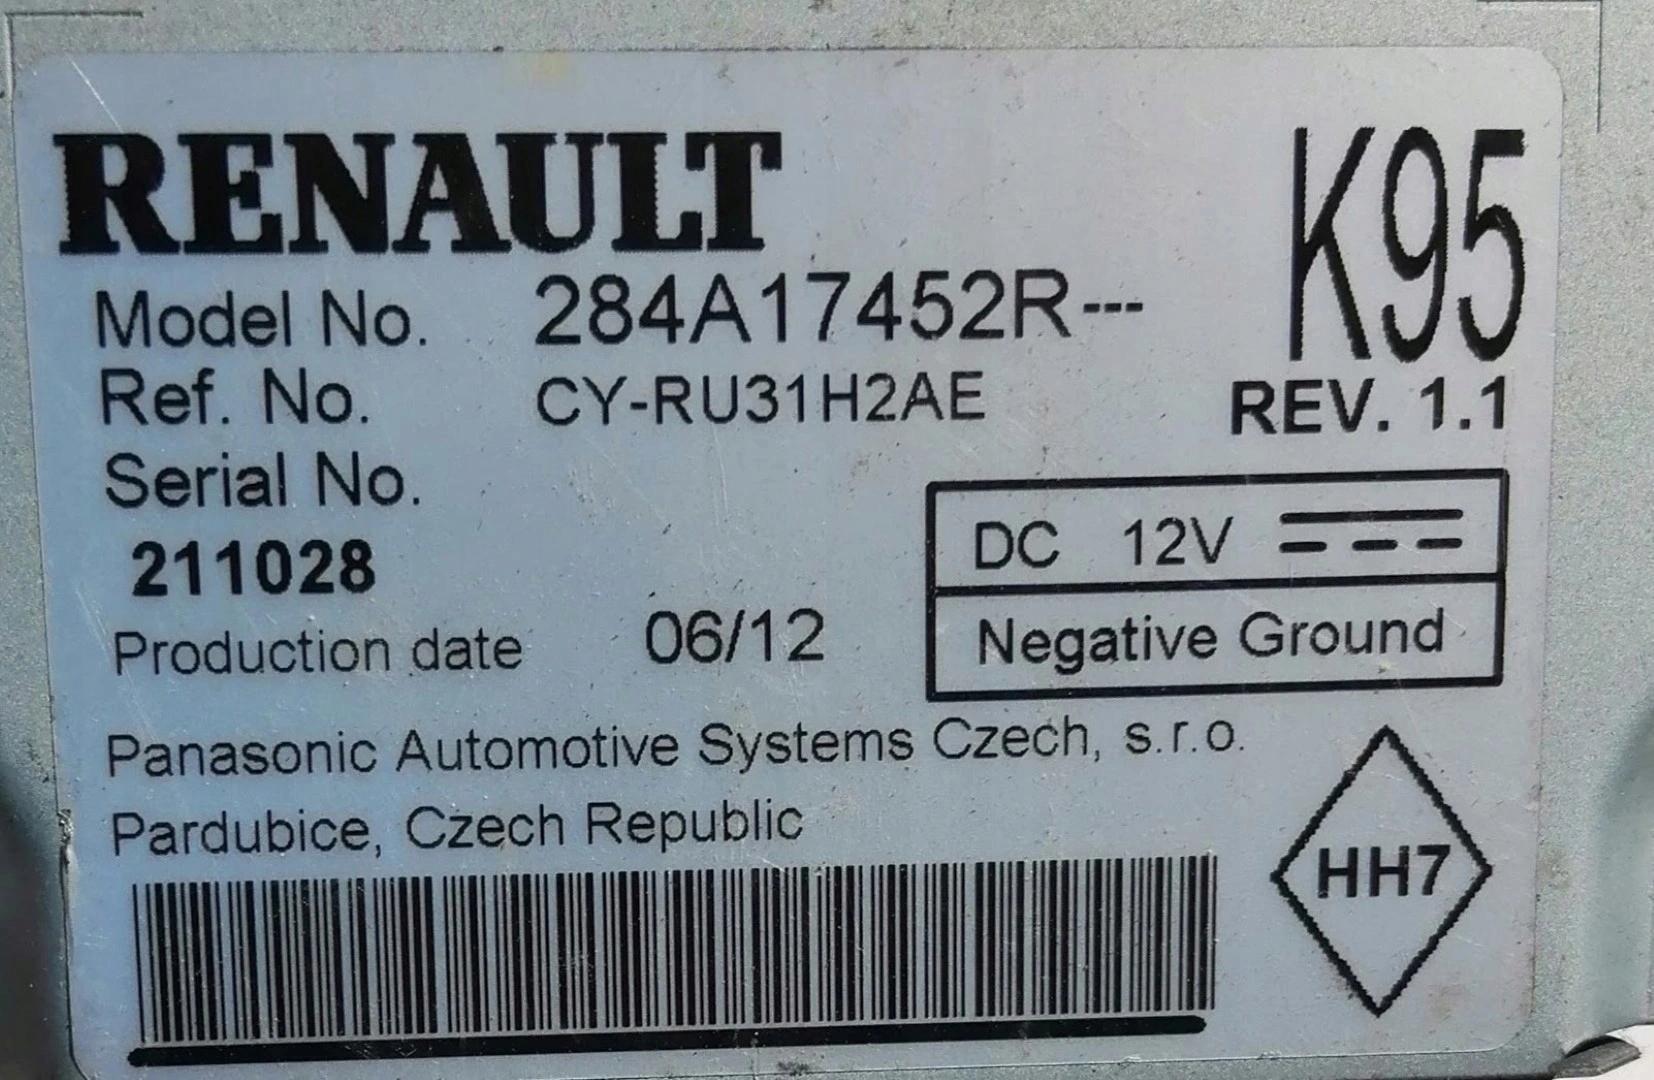 RENAULT
K95
Model No. 284A17452R---
Ref. No. CY-RU31H2AE
REV. 1.1
Serial No.
211028
DC 12V
Production date 06/12
Negative Ground
Panasonic Automotive Systems Czech, s.r.o.
Pardubice, Czech Republic
HH7